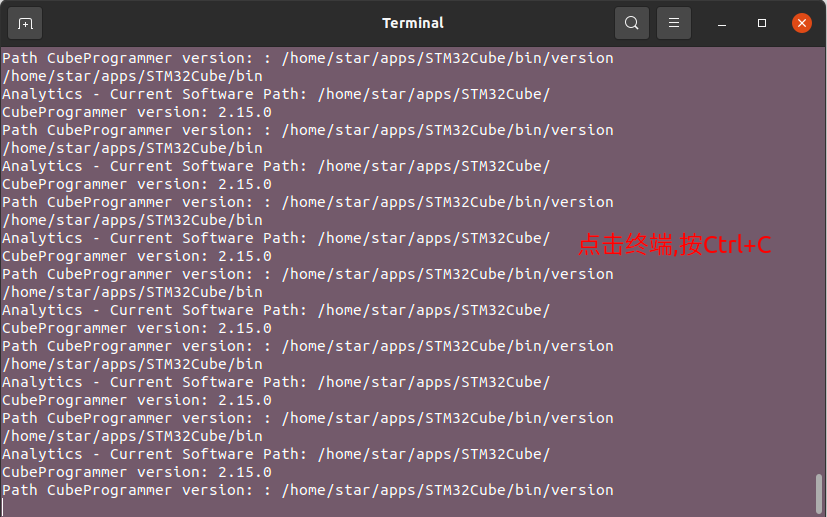 Terminal
Path CubeProgrammer version: : /home/star/apps/STM32Cube/bin/version
/home/star/apps/STM32Cube/bin
Analytics - Current Software Path: /home/star/apps/STM32Cube/
CubeProgrammer version: 2.15.0
Path CubeProgrammer version: : /home/star/apps/STM32Cube/bin/version
/home/star/apps/STM32Cube/bin
Analytics - Current Software Path: /home/star/apps/STM32Cube/
CubeProgrammer version: 2.15.0
Path CubeProgrammer version: : /home/star/apps/STM32Cube/bin/version
/home/star/apps/STM32Cube/bin
Analytics - Current Software Path: /home/star/apps/STM32Cube/
点击终端,按Ctrl+C
CubeProgrammer version: 2.15.0
Path CubeProgrammer version: : /home/star/apps/STM32Cube/bin/version
/home/star/apps/STM32Cube/bin
Analytics - Current Software Path: /home/star/apps/STM32Cube/
CubeProgrammer version: 2.15.0
Path CubeProgrammer version: : /home/star/apps/STM32Cube/bin/version
/home/star/apps/STM32Cube/bin
Analytics - Current Software Path: /home/star/apps/STM32Cube/
CubeProgrammer version: 2.15.0
Path CubeProgrammer version: : /home/star/apps/STM32Cube/bin/version
/home/star/apps/STM32Cube/bin
Analytics - Current Software Path: /home/star/apps/STM32Cube/
CubeProgrammer version: 2.15.0
Path CubeProgrammer version: : /home/star/apps/STM32Cube/bin/version